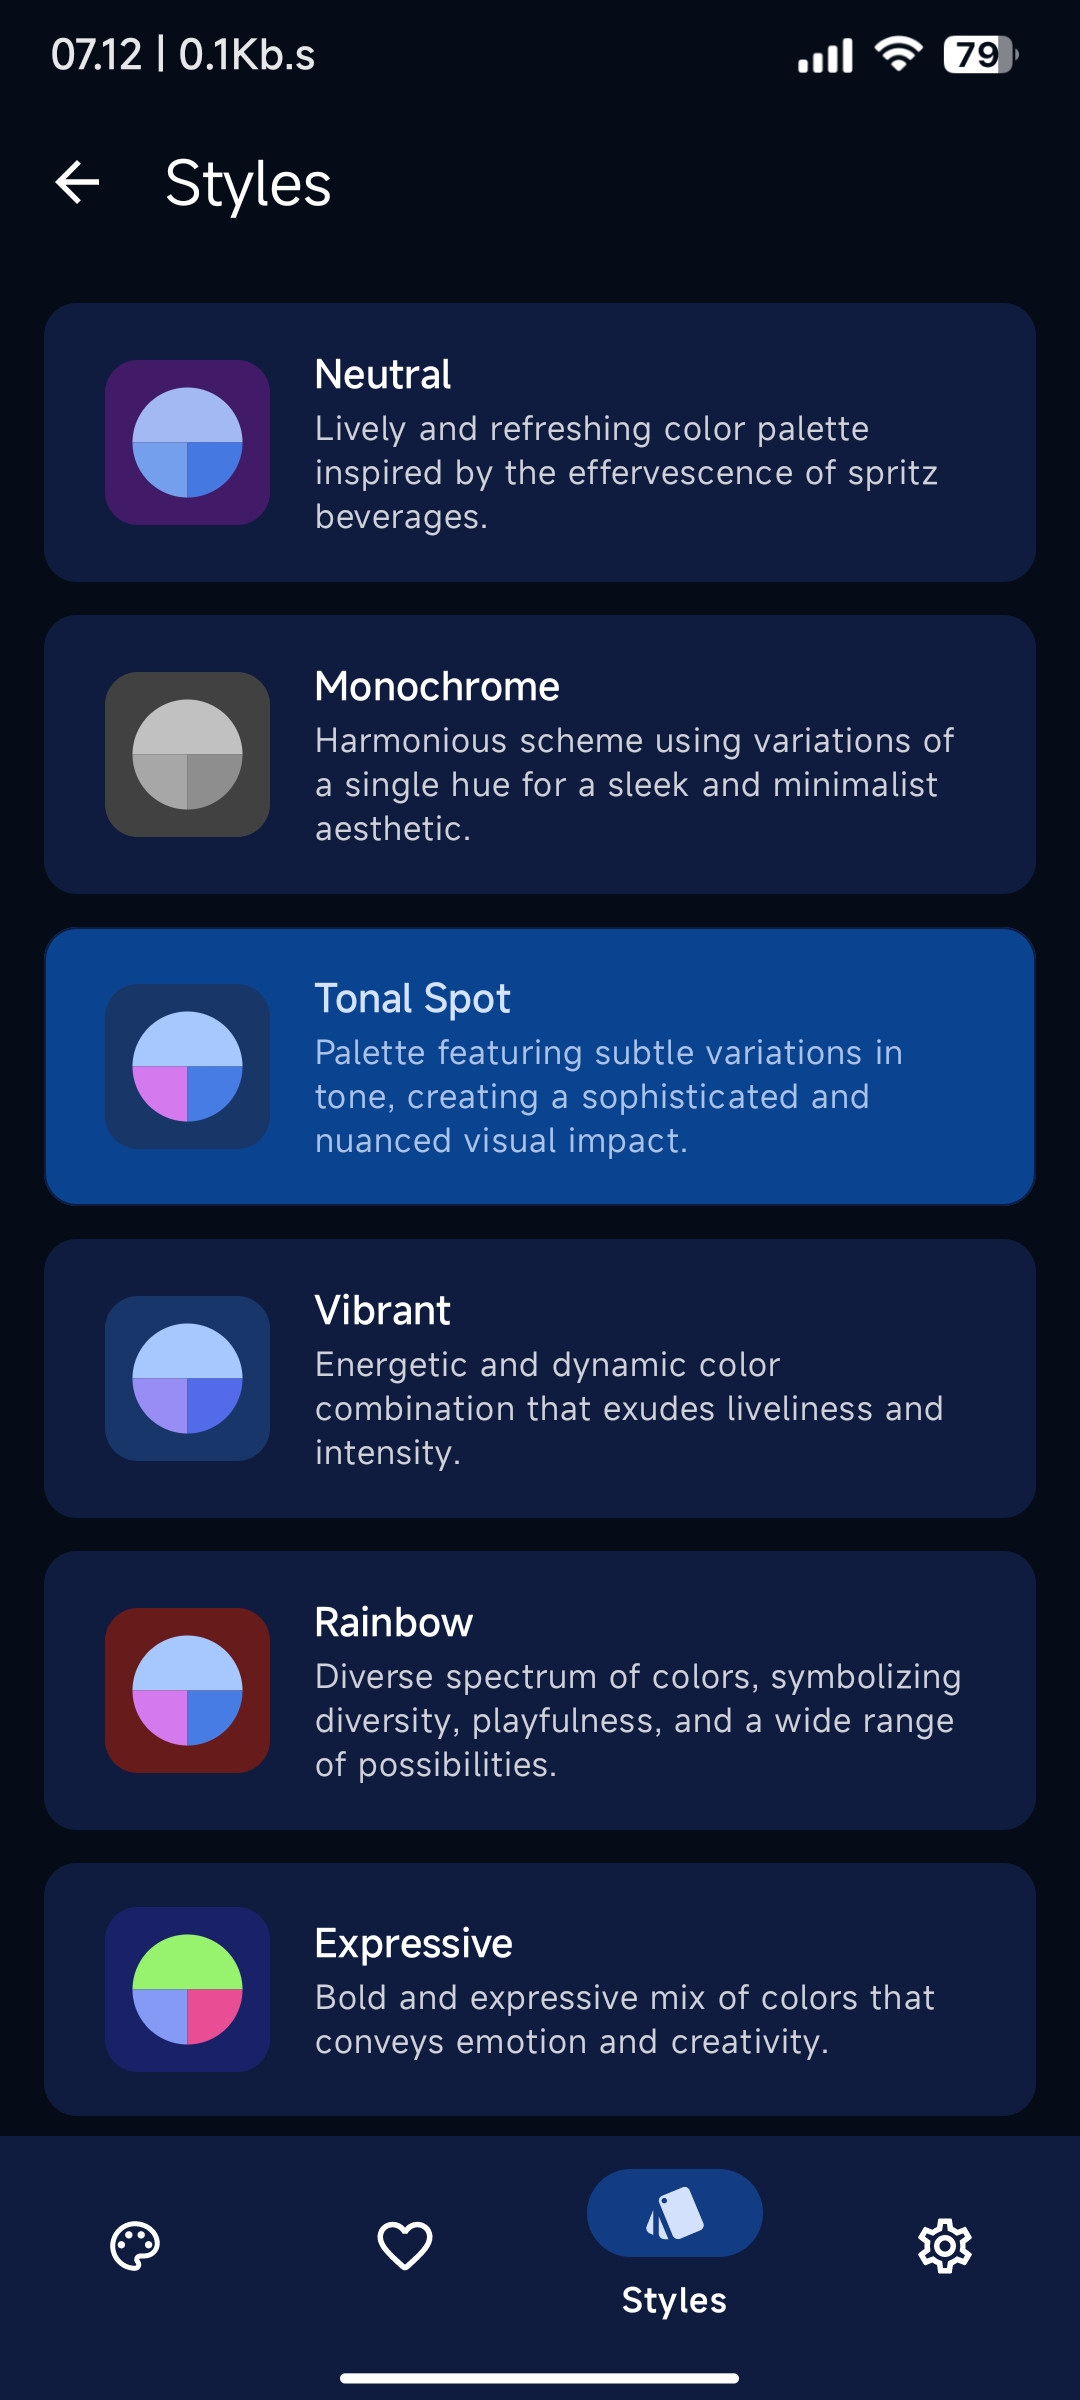 07.12 | 0.1Kb.s
79
Styles
Neutral
Lively and refreshing color palette
inspired by the effervescence of spritz
beverages.
Monochrome
Harmonious scheme using variations of
a single hue for a sleek and minimalist
aesthetic.
Tonal Spot
Palette featuring subtle variations in
tone, creating a sophisticated and
nuanced visual impact.
Vibrant
Energetic and dynamic color
combination that exudes liveliness and
intensity.
Rainbow
Diverse spectrum of colors, symbolizing
diversity, playfulness, and a wide range
of possibilities.
Expressive
Bold and expressive mix of colors that
conveys emotion and creativity.
Styles